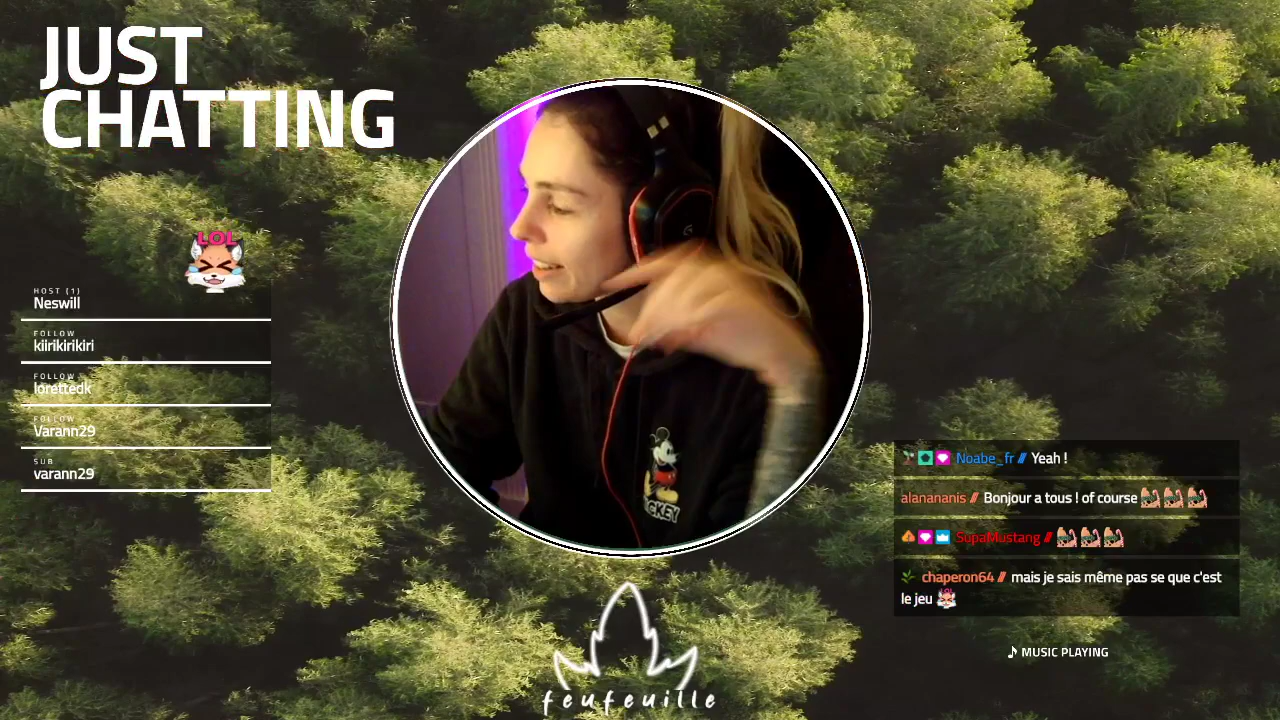 JUST
CHATTING
LOL
HOST (1)
Neswill
FOLLOW
kiirikirikiri
FOLLOW
lorettedk
FOLLOW
Varann29
SUB
varann29
MICKEY
Noabe_fr // Yeah !
alanananis // Bonjour a tous ! of course
SupaMustang //
chaperon64 // mais je sais même pas se que c'est
le jeu
MUSIC PLAYING
feufeuille